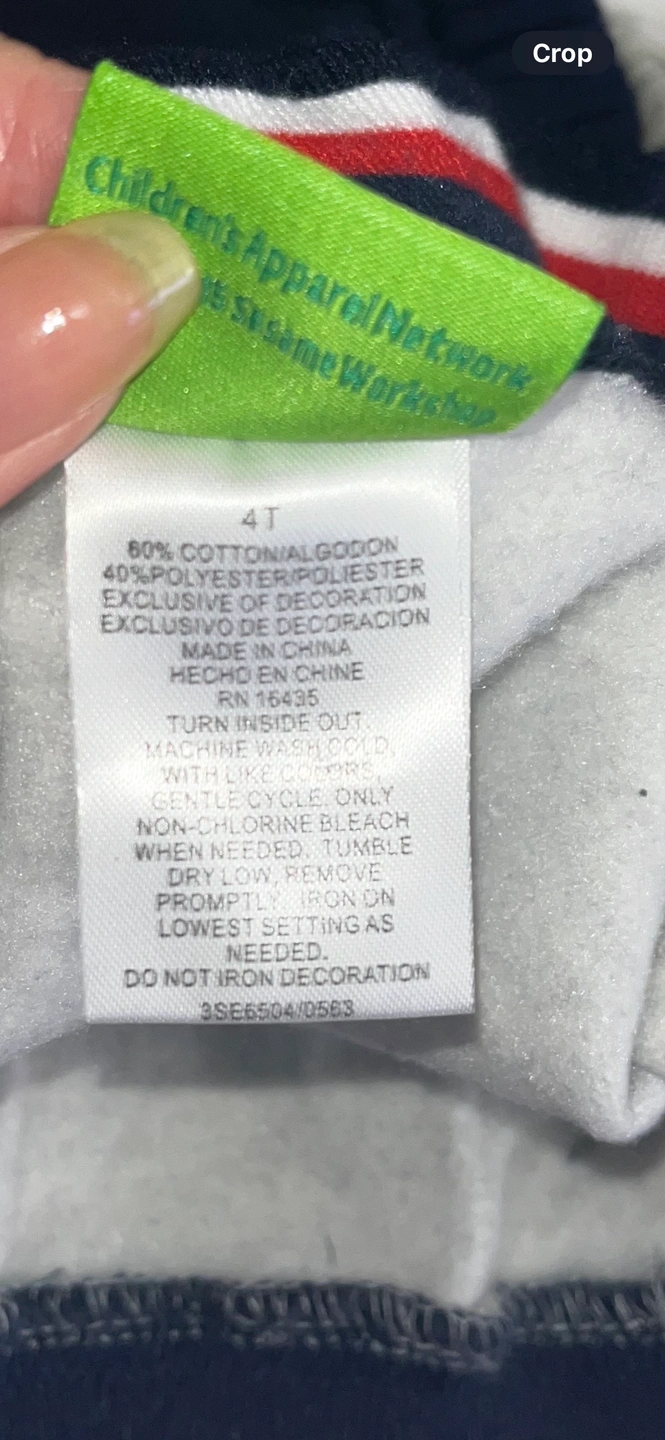 Crop
Children's Apparel Network
Sesame Workshop
4T
60% COTTON/ALGODON
40%POLYESTER/POLIESTER
EXCLUSIVE OF DECORATION
EXCLUSIVO DE DECORACION
MADE IN CHINA
HECHO EN CHINE
RN 16435
TURN INSIDE OUT.
MACHINE WASH COLD,
WITH LIKE COLORS,
GENTLE CYCLE. ONLY
NON-CHLORINE BLEACH
WHEN NEEDED. TUMBLE
DRY LOW, REMOVE
PROMPTLY. IRON ON
LOWEST SETTING AS
NEEDED.
DO NOT IRON DECORATION
3SE6504/0563